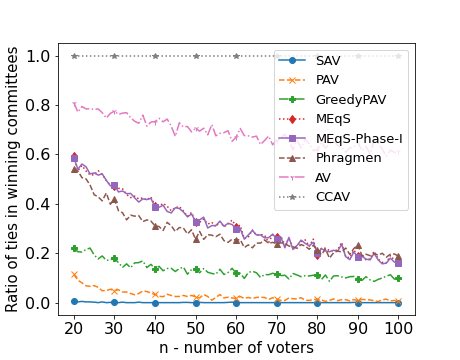 Ratio of ties in winning committees
1.0
0.8
0.6
0.4
0.2
0.0
SAV
PAV
GreedyPAV
MEqS
MEqS-Phase-I
Phragmen
AV
CCAV
20 30 40 50 60 70 80 90 100
n - number of voters